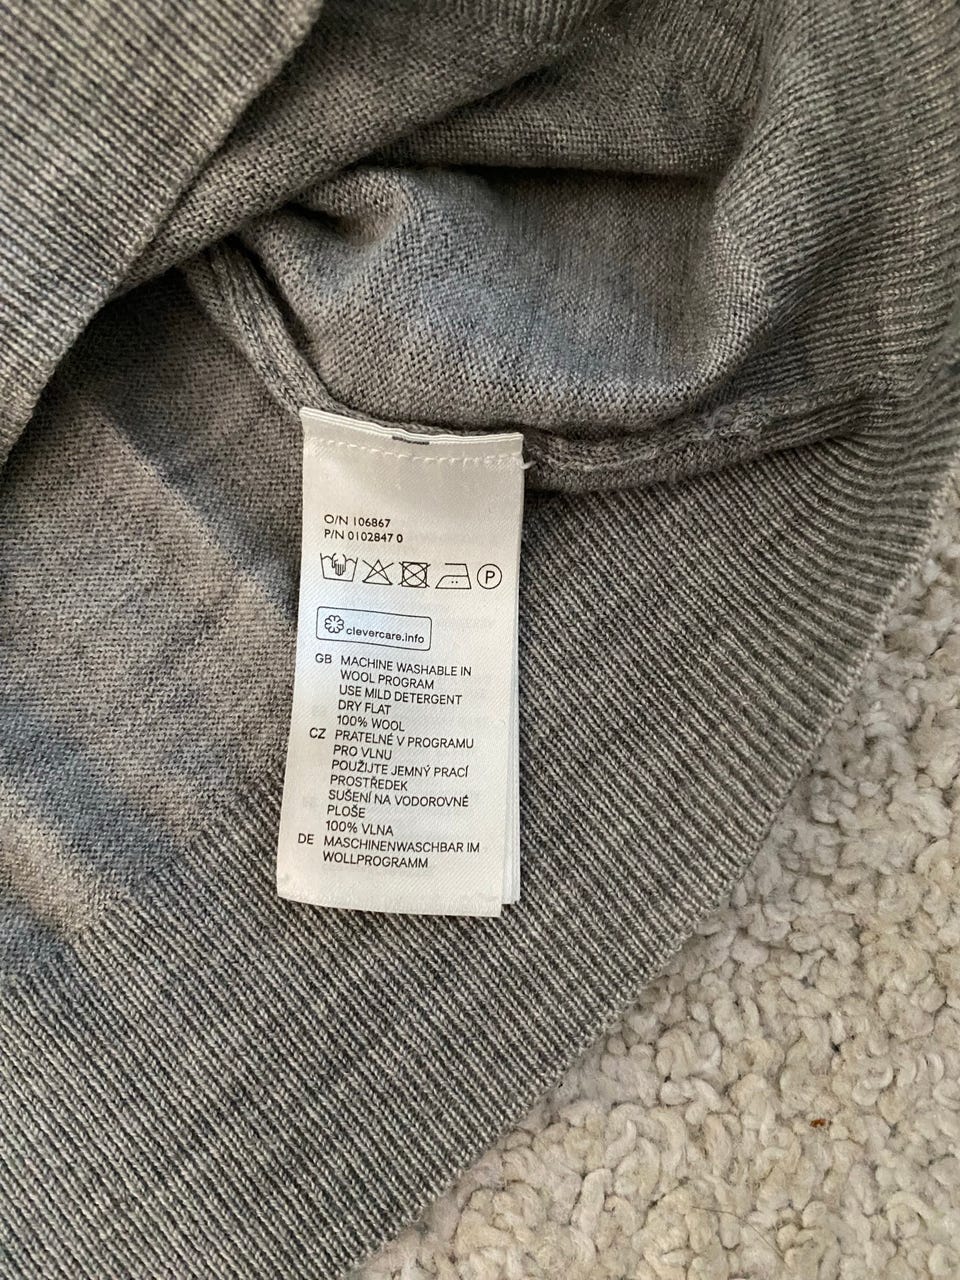 O/N 106867
P/N 0102847 0
P
clevercare.info
GB MACHINE WASHABLE IN
WOOL PROGRAM
USE MILD DETERGENT
DRY FLAT
100% WOOL
CZ PRATELNÉ V PROGRAMU
PRO VLNU
POUŽIJTE JEMNÝ PRACÍ
PROSTŘEDEK
SUŠENÍ NA VODOROVNÉ
PLOŠE
100% VLNA
DE MASCHINENWASCHBAR IM
WOLLPROGRAMM